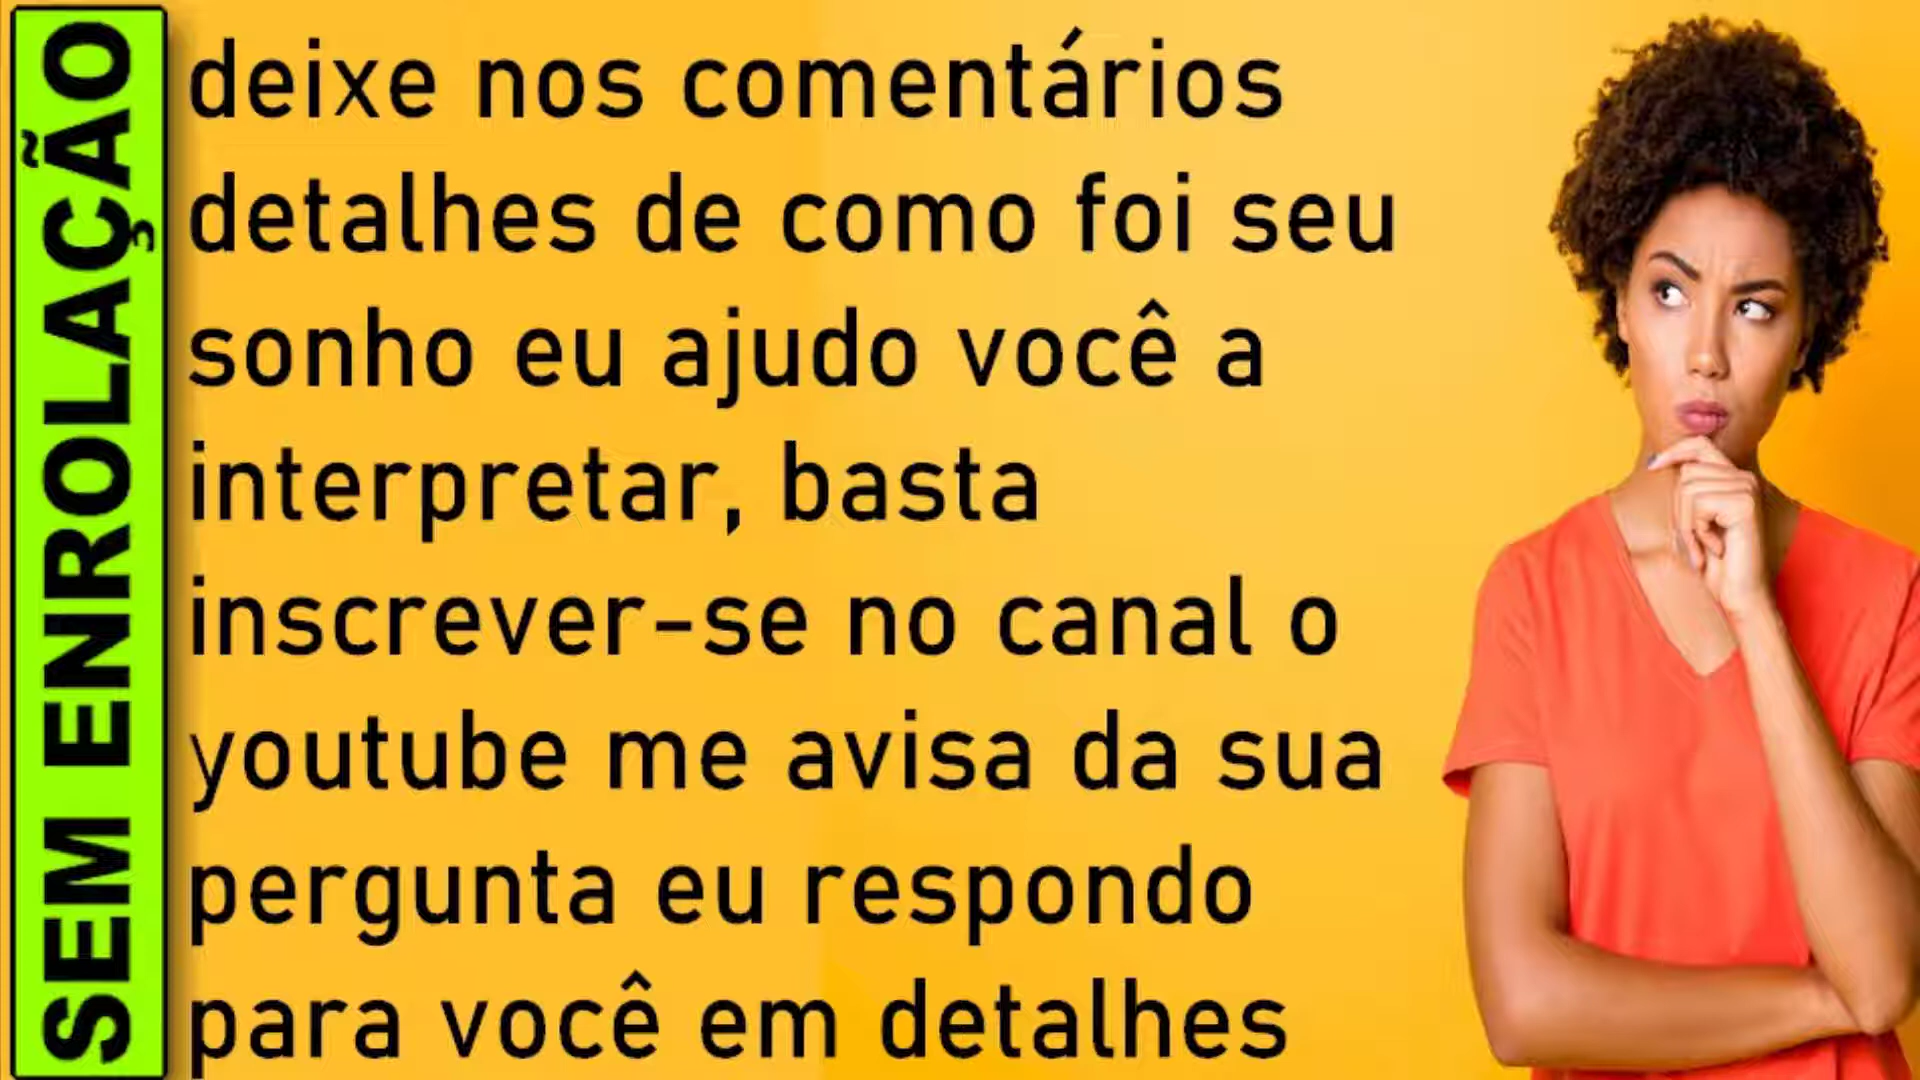 SEM ENROLAÇÃO
deixe nos comentários
detalhes de como foi seu
sonho eu ajudo você a
interpretar, basta
inscrever-se no canal o
youtube me avisa da sua
pergunta eu respondo
para você em detalhes